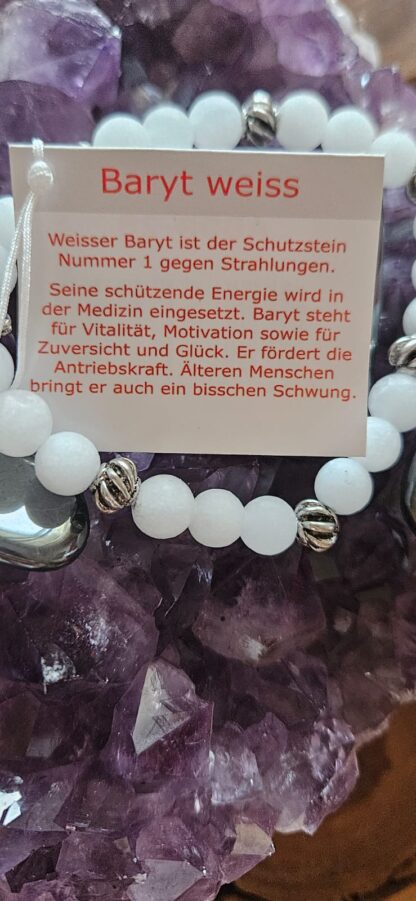 Baryt weiss
Weisser Baryt ist der Schutzstein
Nummer 1 gegen Strahlungen.
Seine schützende Energie wird in
der Medizin eingesetzt. Baryt steht
für Vitalität, Motivation sowie für
Zuversicht und Glück. Er fördert die
Antriebskraft. Älteren Menschen
bringt er auch ein bisschen Schwung.